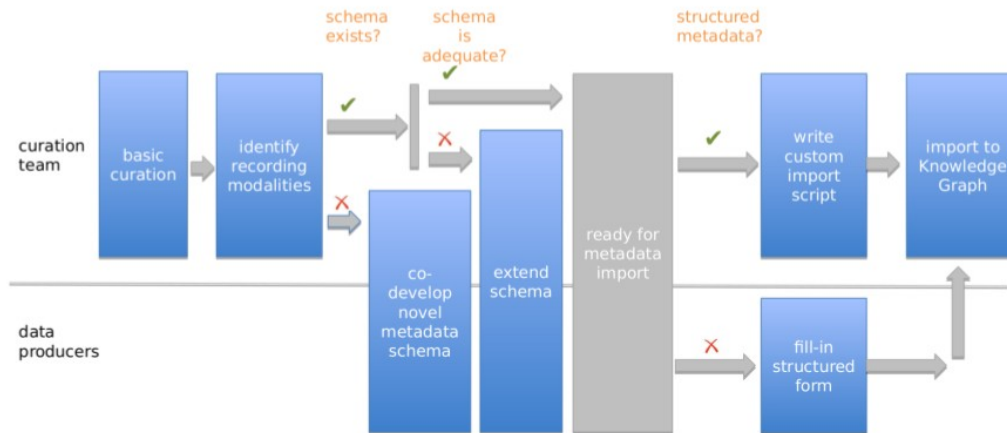 schema
exists?
schema
is
adequate?
structured
metadata?
curation
team
basic
curation
identify
recording
modalities
write
custom
import
script
import to
Knowledge
Graph
ready for
metadata
import
co-
develop
novel
metadata
schema
extend
schema
data
producers
fill-in
structured
form